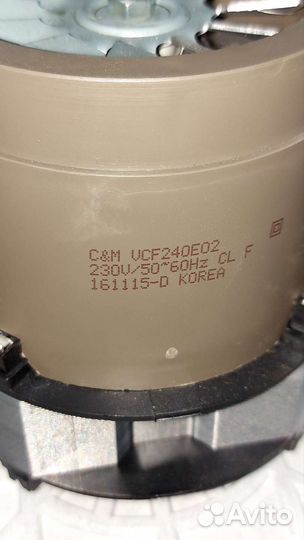 C&M VCF240E02
230V/50~60Hz CL F
161115-D KOREA
Avito